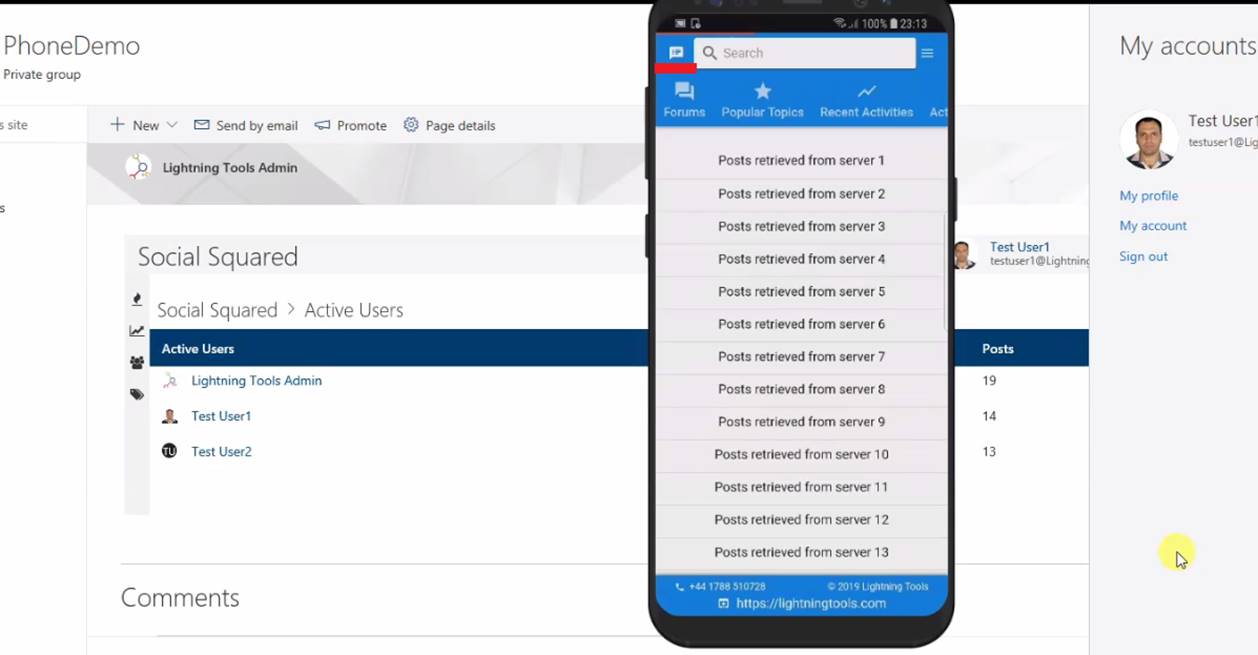 PhoneDemo
Private group
s site
New
Send by email
Promote
Page details
Lightning Tools Admin
s
Social Squared
Test User1
testuser1@Lightning
Social Squared > Active Users
Active Users
Posts
Lightning Tools Admin
19
Test User1
14
TU
Test User2
13
Comments
100% 23:13
Search
Forums
Popular Topics
Recent Activities
Act
Posts retrieved from server 1
Posts retrieved from server 2
Posts retrieved from server 3
Posts retrieved from server 4
Posts retrieved from server 5
Posts retrieved from server 6
Posts retrieved from server 7
Posts retrieved from server 8
Posts retrieved from server 9
Posts retrieved from server 10
Posts retrieved from server 11
Posts retrieved from server 12
Posts retrieved from server 13
+44 1788 510728
© 2019 Lightning Tools
https://lightningtools.com
My accounts
Test User1
testuser1@Lig
My profile
My account
Sign out